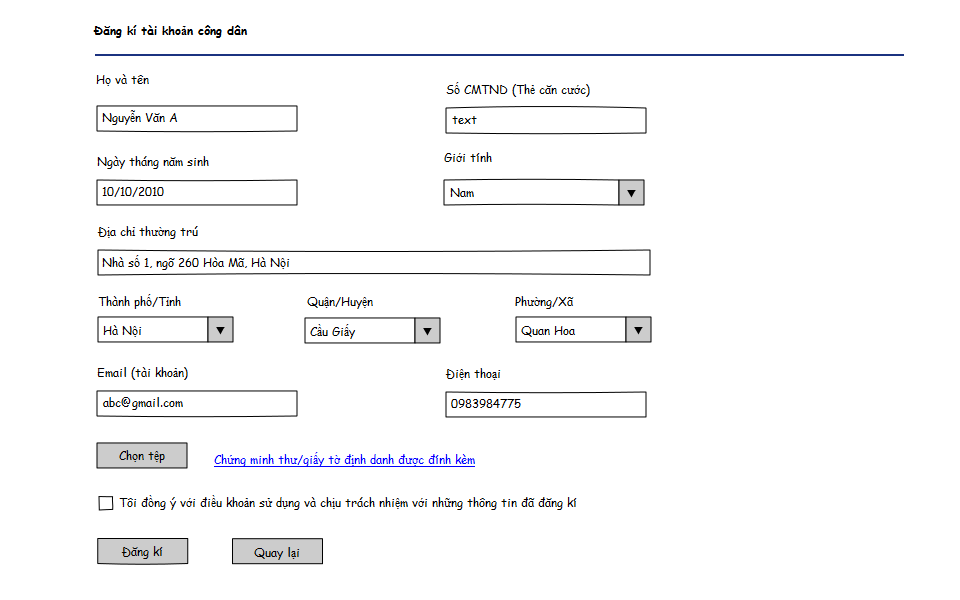 Đăng kí tài khoản công dân
Họ và tên
Số CMTND (Thẻ căn cước)
Nguyễn Văn A
text
Ngày tháng năm sinh
Giới tính
10/10/2010
Nam
Địa chỉ thường trú
Nhà số 1, ngõ 260 Hòa Mã, Hà Nội
Thành phố/Tỉnh
Quận/Huyện
Phường/Xã
Hà Nội
Cầu Giấy
Quan Hoa
Email (tài khoản)
Điện thoại
abc@gmail.com
0983984775
Chọn tệp
Chứng minh thư/giấy tờ định danh được đính kèm
Tôi đồng ý với điều khoản sử dụng và chịu trách nhiệm với những thông tin đã đăng kí
Đăng kí
Quay lại